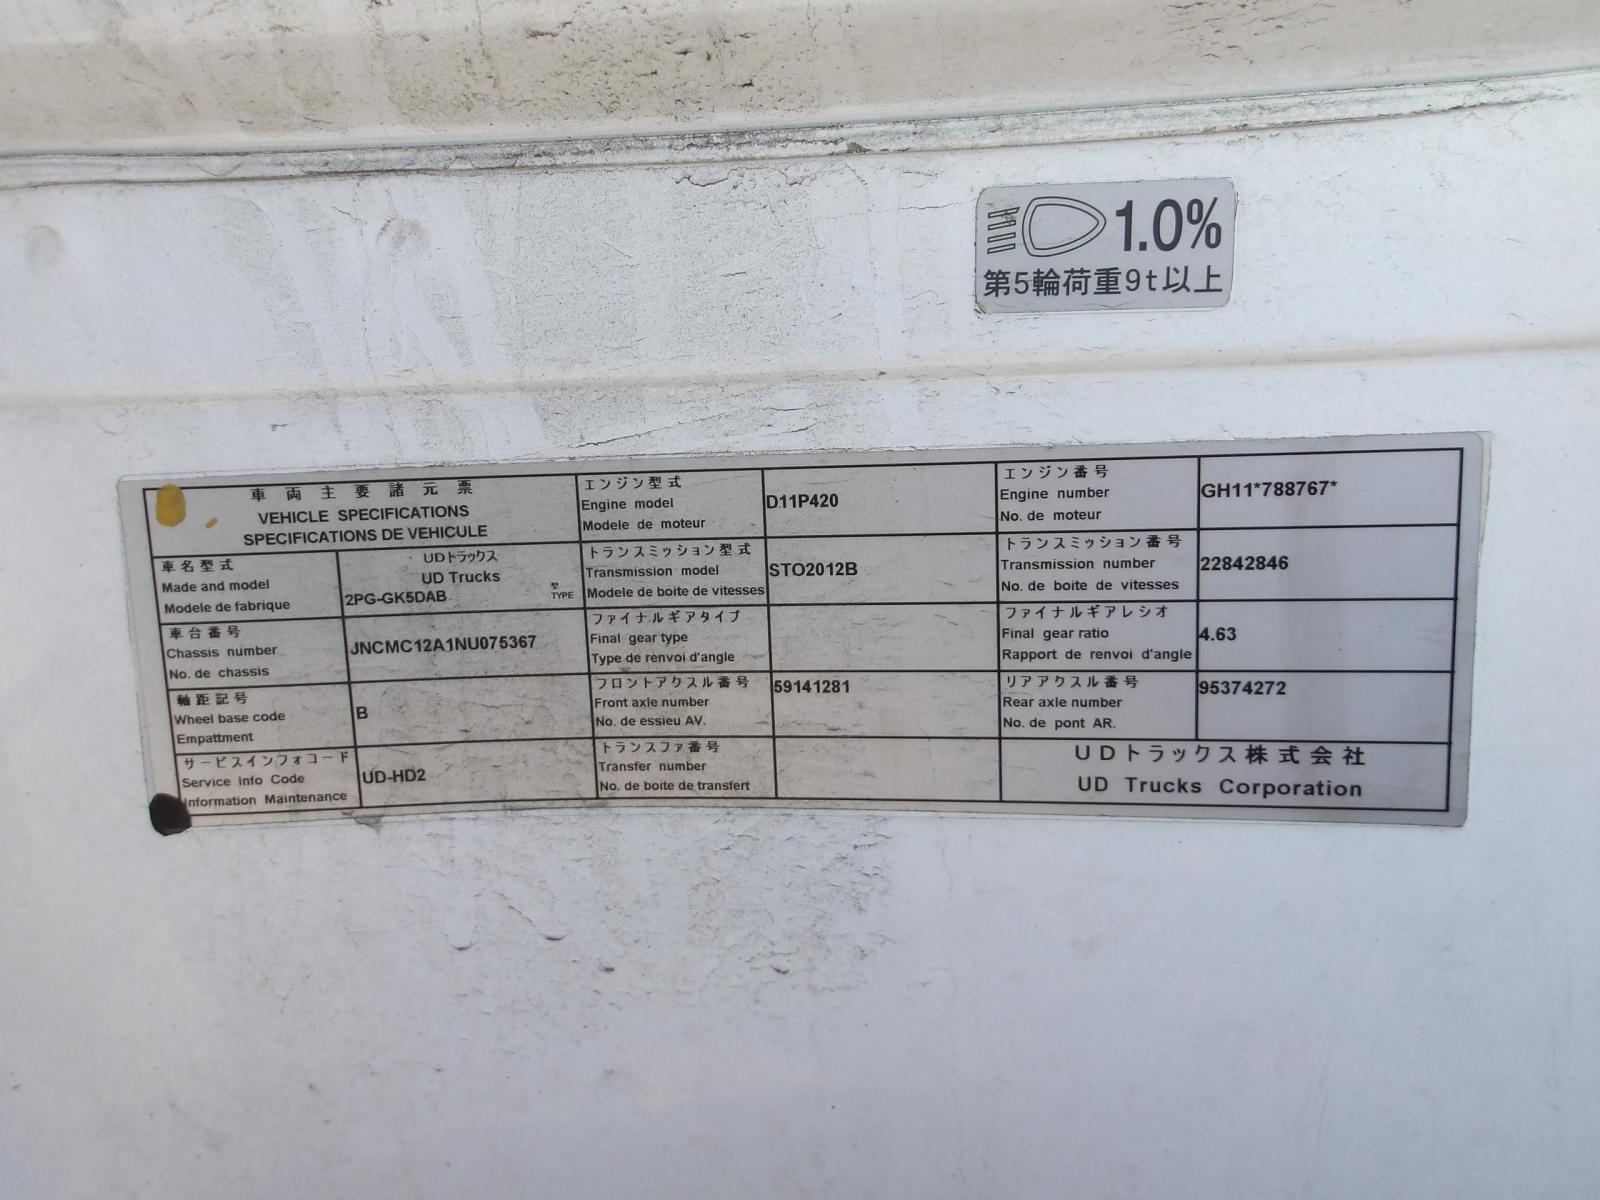 1.0%
第5輪荷重9t以上
車両主要諸元票
VEHICLE SPECIFICATIONS
SPECIFICATIONS DE VEHICULE
車名型式
Made and model
Modele de fabrique
UDトラックス
UD Trucks
2PG-GK5DAB
型
TYPE
車台番号
Chassis number
No. de chassis
JNCMC12A1NU075367
軸距記号
Wheel base code
Empattment
B
サービスインフォコード
Service Info Code
Information Maintenance
UD-HD2
エンジン型式
Engine model
Modele de moteur
D11P420
トランスミッション型式
Transmission model
Modele de boite de vitesses
STO2012B
ファイナルギアタイプ
Final gear type
Type de renvoi d'angle
フロントアクスル番号
Front axle number
No. de essieu AV.
59141281
トランスファ番号
Transfer number
No. de boite de transfert
エンジン番号
Engine number
No. de moteur
GH11*788767*
トランスミッション番号
Transmission number
No. de boite de vitesses
22842846
ファイナルギアレシオ
Final gear ratio
Rapport de renvoi d'angle
4.63
リアアクスル番号
Rear axle number
No. de pont AR.
95374272
UDトラックス株式会社
UD Trucks Corporation